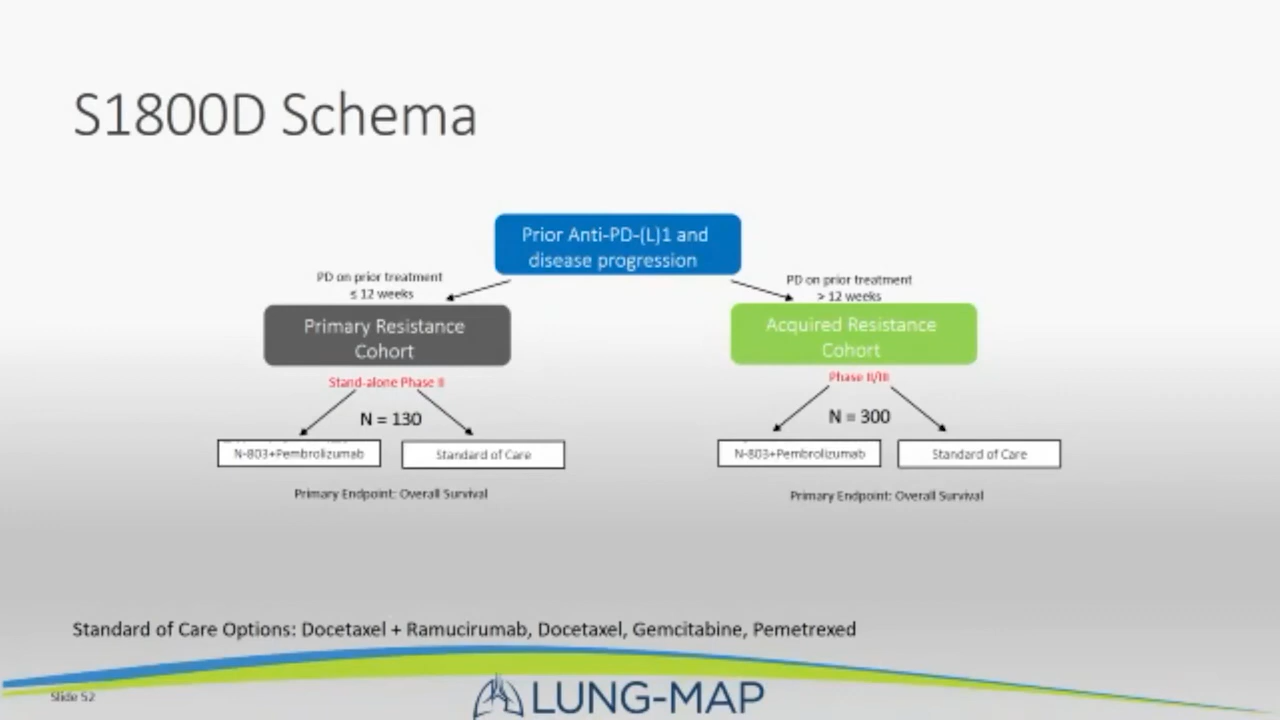 S1800D Schema
Prior Anti-PD-(L)1 and
disease progression
PD on prior treatment
≤ 12 weeks
PD on prior treatment
> 12 weeks
Primary Resistance
Cohort
Acquired Resistance
Cohort
Stand-alone Phase II
Phase II/III
N = 130
N = 300
N-803+Pembrolizumab
Standard of Care
N-803+Pembrolizumab
Standard of Care
Primary Endpoint: Overall Survival
Primary Endpoint: Overall Survival
Standard of Care Options: Docetaxel + Ramucirumab, Docetaxel, Gemcitabine, Pemetrexed
Slide 52
LUNG-MAP